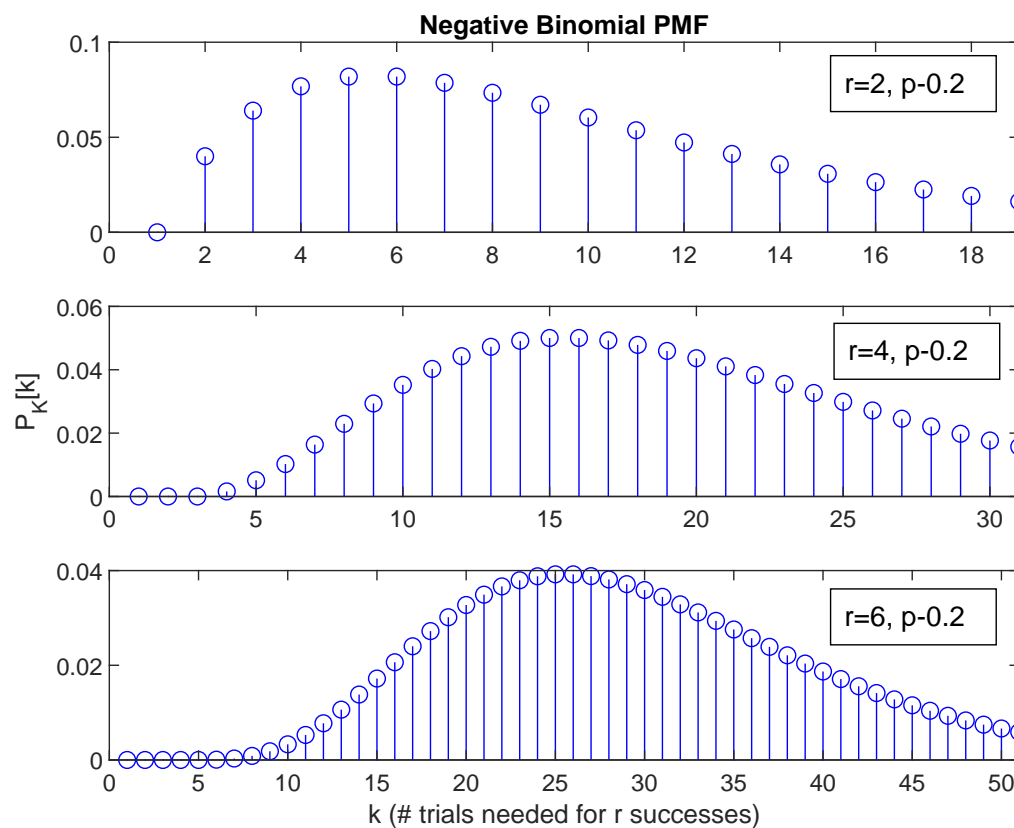 Negative Binomial PMF
0.1
0.05
0
0 2 4 6 8 10 12 14 16 18
r=2, p-0.2
P_K[k]
0.06
0.04
0.02
0
0 5 10 15 20 25 30
r=4, p-0.2
0.04
0.02
0
0 5 10 15 20 25 30 35 40 45 50
r=6, p-0.2
k (# trials needed for r successes)